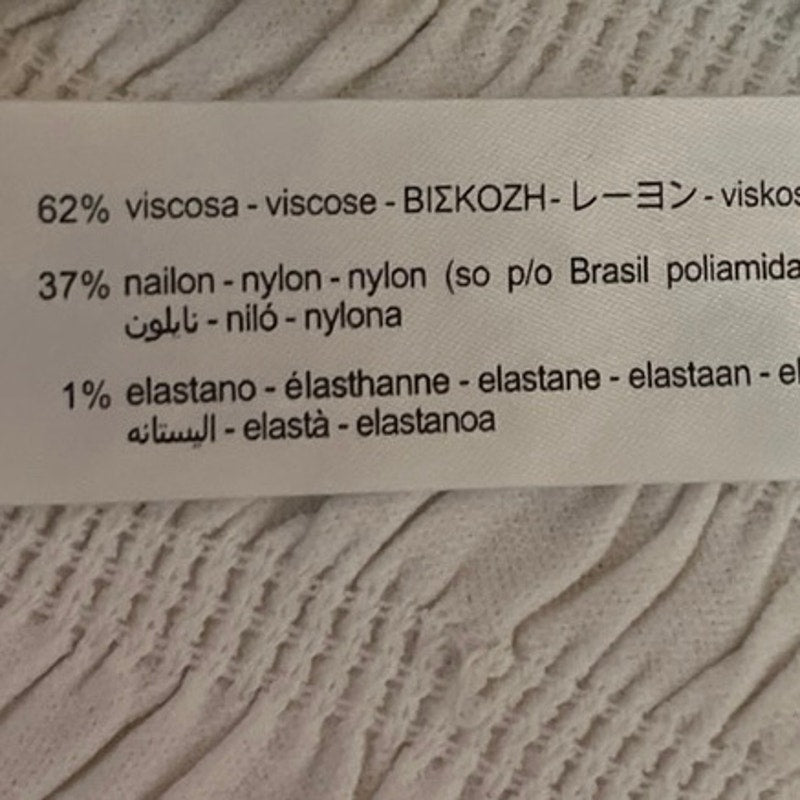 62% viscosa - viscose - ΒΙΣΚΟΖΗ - レーヨン - viskos
37% nailon - nylon - nylon (so p/o Brasil poliamida
نايلون - niló - nylona
1% elastano - élasthanne - elastane - elastaan - el
اليستانه - elastà - elastanoa